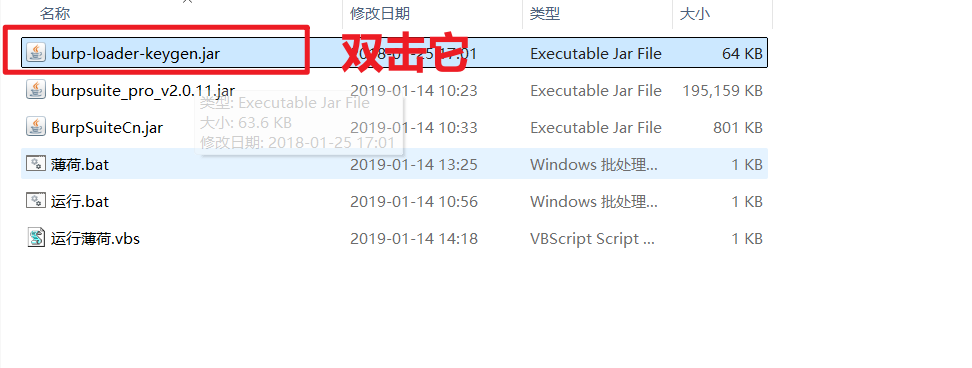 名称 修改日期 类型 大小
burp-loader-keygen.jar 2018-01-25 17:01 Executable Jar File 64 KB
双击它
burpsuite_pro_v2.0.11.jar 2019-01-14 10:23 Executable Jar File 195,159 KB
类型: Executable Jar File
大小: 63.6 KB
修改日期: 2018-01-25 17:01
BurpSuiteCn.jar 2019-01-14 10:33 Executable Jar File 801 KB
薄荷.bat 2019-01-14 13:25 Windows 批处理... 1 KB
运行.bat 2019-01-14 10:56 Windows 批处理... 1 KB
运行薄荷.vbs 2019-01-14 14:18 VBScript Script ... 1 KB